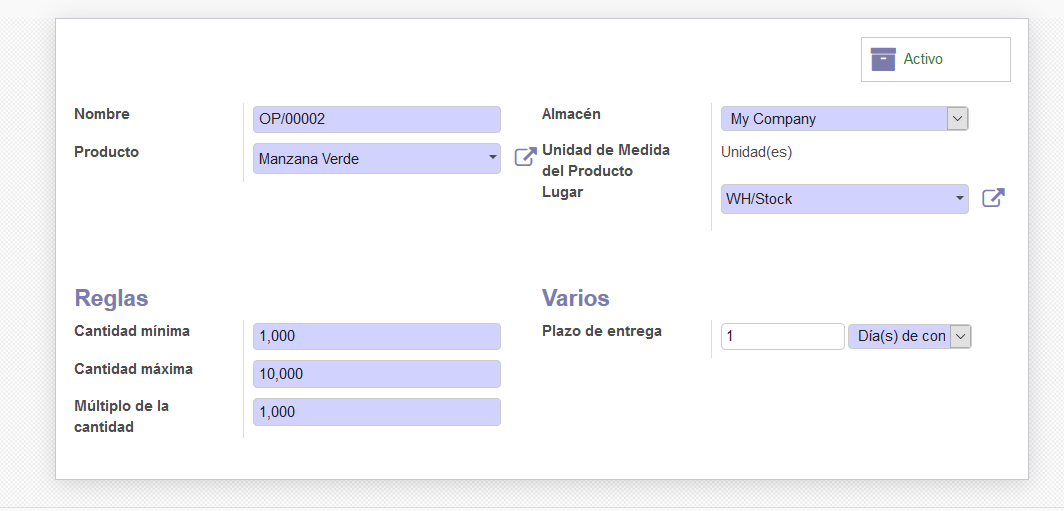 Activo
Nombre
OP/00002
Producto
Manzana Verde
Almacén
My Company
Unidad de Medida
del Producto
Unidad(es)
Lugar
WH/Stock
Reglas
Cantidad mínima
1,000
Cantidad máxima
10,000
Múltiplo de la
cantidad
1,000
Varios
Plazo de entrega
1
Día(s) de con